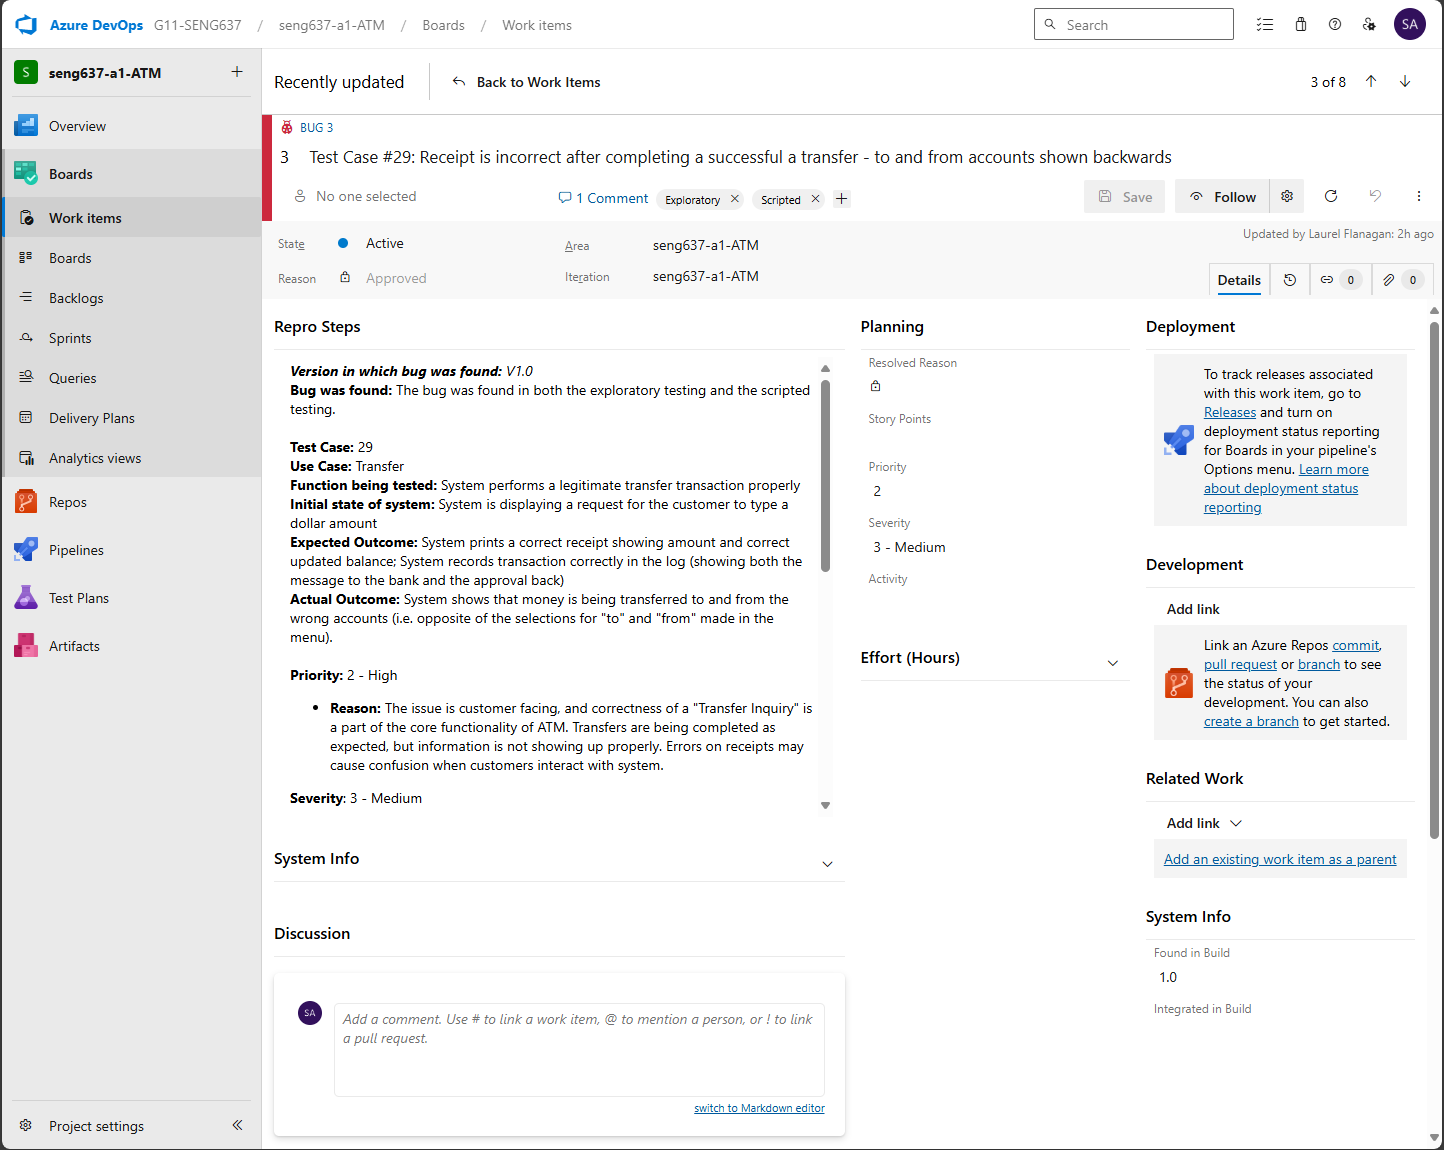 Azure DevOps G11-SENG637 / seng637-a1-ATM / Boards / Work items
Search
SA
S seng637-a1-ATM +
Overview
Boards
Work items
Boards
Backlogs
Sprints
Queries
Delivery Plans
Analytics views
Repos
Pipelines
Test Plans
Artifacts
Project settings
Recently updated
Back to Work Items
3 of 8
BUG 3
3 Test Case #29: Receipt is incorrect after completing a successful a transfer - to and from accounts shown backwards
No one selected
1 Comment
Exploratory
Scripted
Save
Follow
State Active
Area seng637-a1-ATM
Updated by Laurel Flanagan: 2h ago
Reason Approved
Iteration seng637-a1-ATM
Details
0
0
Repro Steps
Version in which bug was found: V1.0
Bug was found: The bug was found in both the exploratory testing and the scripted
testing.
Test Case: 29
Use Case: Transfer
Function being tested: System performs a legitimate transfer transaction properly
Initial state of system: System is displaying a request for the customer to type a
dollar amount
Expected Outcome: System prints a correct receipt showing amount and correct
updated balance; System records transaction correctly in the log (showing both the
message to the bank and the approval back)
Actual Outcome: System shows that money is being transferred to and from the
wrong accounts (i.e. opposite of the selections for "to" and "from" made in the
menu).
Priority: 2 - High
• Reason: The issue is customer facing, and correctness of a "Transfer Inquiry" is
a part of the core functionality of ATM. Transfers are being completed as
expected, but information is not showing up properly. Errors on receipts may
cause confusion when customers interact with system.
Severity: 3 - Medium
System Info
Discussion
SA
Add a comment. Use # to link a work item, @ to mention a person, or ! to link
a pull request.
switch to Markdown editor
Planning
Resolved Reason
Story Points
Priority
2
Severity
3 - Medium
Activity
Effort (Hours)
Deployment
To track releases associated
with this work item, go to
Releases and turn on
deployment status reporting
for Boards in your pipeline's
Options menu. Learn more
about deployment status
reporting
Development
Add link
Link an Azure Repos commit,
pull request or branch to see
the status of your
development. You can also
create a branch to get started.
Related Work
Add link
Add an existing work item as a parent
System Info
Found in Build
1.0
Integrated in Build